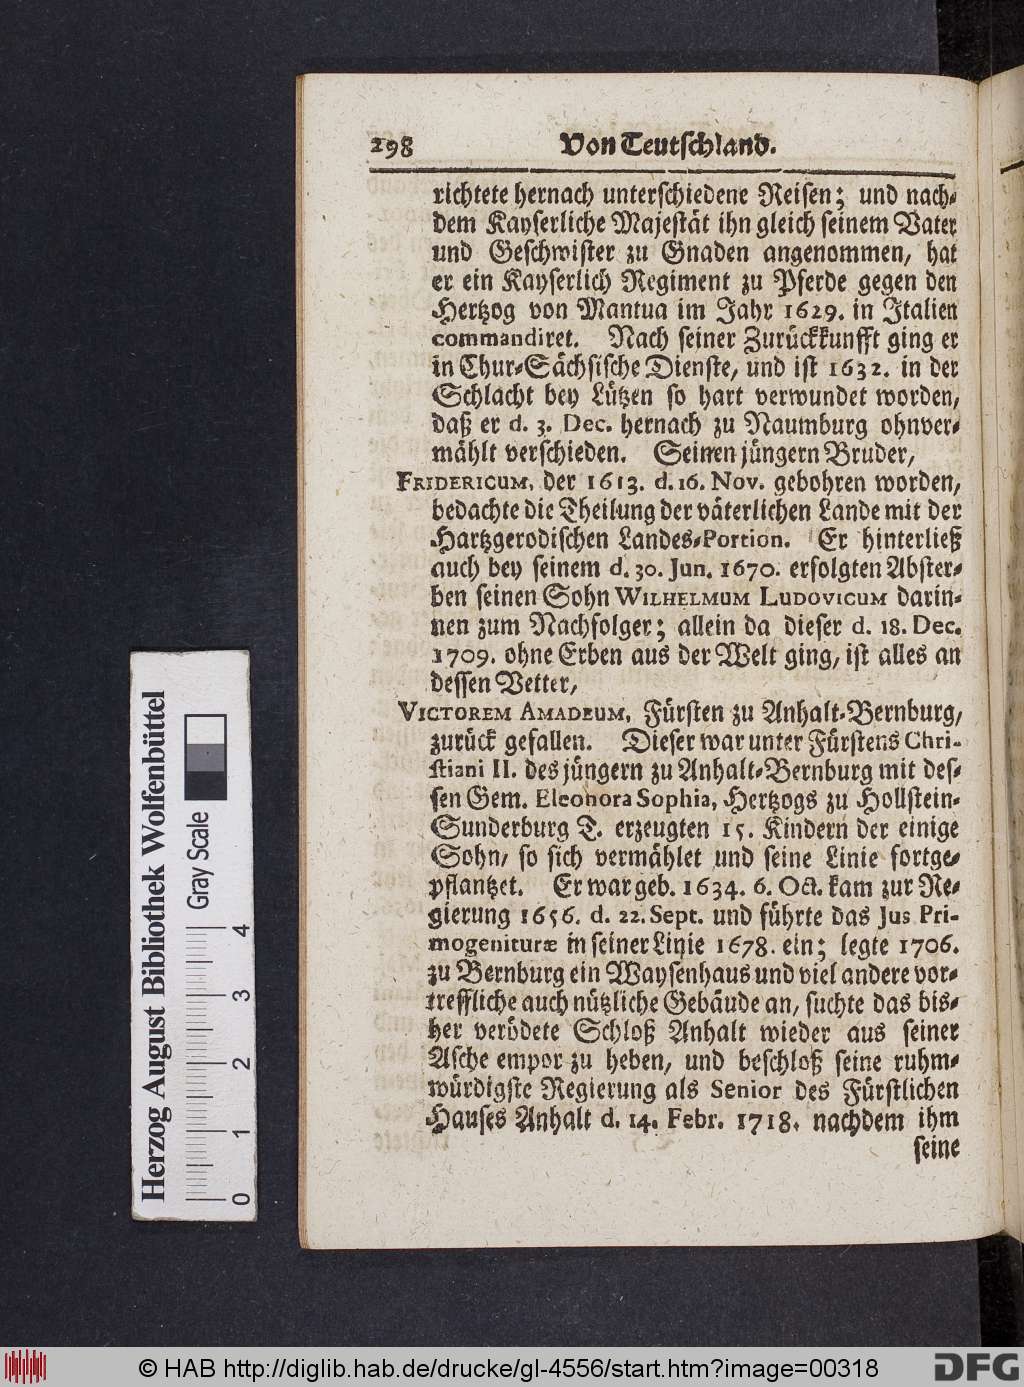 298 Von Teutschland.
richtete hernach unterschiedene Reisen; und nach-
dem Kayserliche Majestät ihn gleich seinem Vater
und Geschwister zu Gnaden angenommen, hat
er ein Kayserlich Regiment zu Pferde gegen den
Hertzog von Mantua im Jahr 1629. in Italien
commandiret. Nach seiner Zurückkunfft ging er
in Chur-Sächsische Dienste, und ist 1632. in der
Schlacht bey Lützen so hart verwundet worden,
daß er d. 3. Dec. hernach zu Naumburg ohnver-
mählt verschieden. Seinen jüngern Bruder,
FRIDERICUM, der 1613. d. 16. Nov. gebohren worden,
bedachte die Theilung der väterlichen Lande mit der
Hartzgerodischen Landes-Portion. Er hinterließ
auch bey seinem d. 30. Jun. 1670. erfolgten Abster-
ben seinen Sohn WILHELMUM LUDOVICUM darin-
nen zum Nachfolger; allein da dieser d. 18. Dec.
1709. ohne Erben aus der Welt ging, ist alles an
dessen Vetter,
VICTOREM AMADEUM, Fürsten zu Anhalt-Bernburg,
zurück gefallen. Dieser war unter Fürstens Chri-
stiani II. des jüngern zu Anhalt-Bernburg mit des-
sen Gem. Eleonora Sophia, Hertzogs zu Hollstein-
Sunderburg T. erzeugten 15. Kindern der einige
Sohn, so sich vermählet und seine Linie fortge-
pflantzet. Er war geb. 1634. 6. Oct. kam zur Re-
gierung 1656. d. 22. Sept. und führte das Jus Pri-
mogenituræ in seiner Linie 1678. ein; legte 1706.
zu Bernburg ein Waysenhaus und viel andere vor-
treffliche auch nützliche Gebäude an, suchte das bis-
her verödete Schloß Anhalt wieder aus seiner
Asche empor zu heben, und beschloß seine ruhm-
würdigste Regierung als Senior des Fürstlichen
Hauses Anhalt d. 14. Febr. 1718. nachdem ihm
seine
Herzog August Bibliothek Wolfenbüttel
Gray Scale
0 1 2 3 4
© HAB http://diglib.hab.de/drucke/gl-4556/start.htm?image=00318
DFG